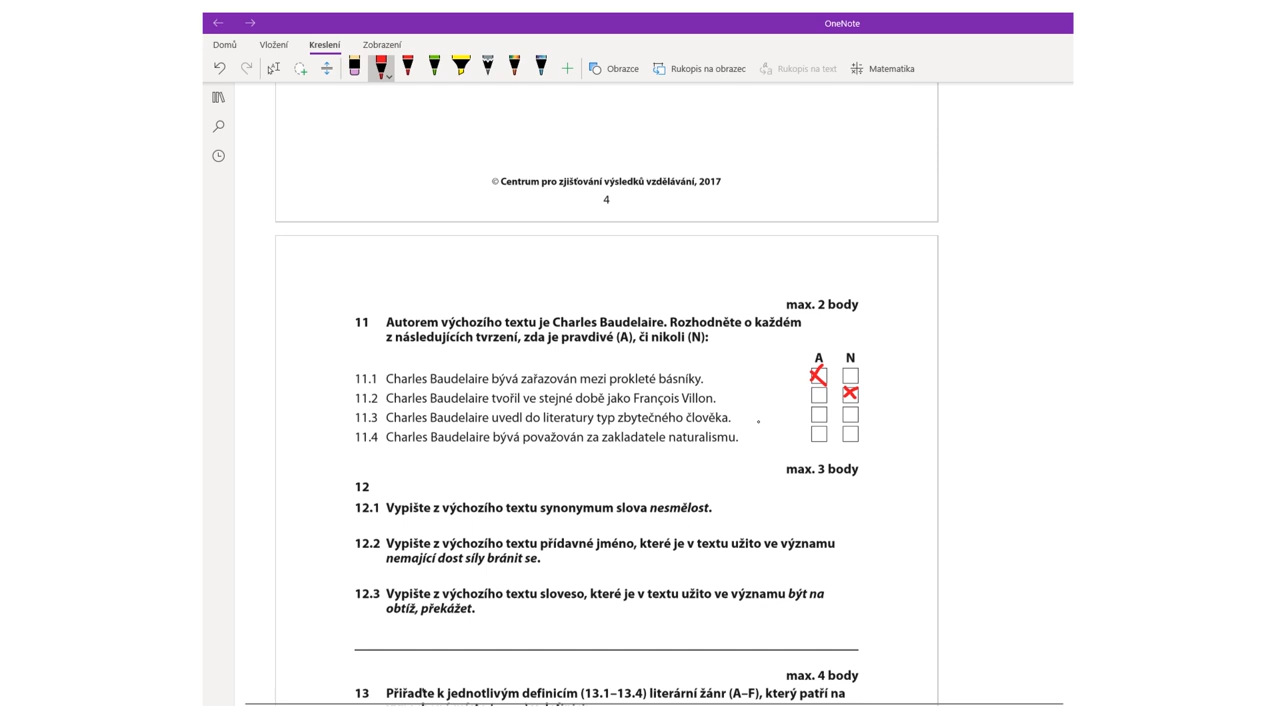 OneNote
Domů Vložení Kreslení Zobrazení
Obrazce Rukopis na obrazec Rukopis na text Matematika
© Centrum pro zjišťování výsledků vzdělávání, 2017
4
max. 2 body
11 Autorem výchozího textu je Charles Baudelaire. Rozhodněte o každém
z následujících tvrzení, zda je pravdivé (A), či nikoli (N):
A N
11.1 Charles Baudelaire bývá zařazován mezi prokleté básníky.
11.2 Charles Baudelaire tvořil ve stejné době jako François Villon.
11.3 Charles Baudelaire uvedl do literatury typ zbytečného člověka.
11.4 Charles Baudelaire bývá považován za zakladatele naturalismu.
max. 3 body
12
12.1 Vypište z výchozího textu synonymum slova nesmělost.
12.2 Vypište z výchozího textu přídavné jméno, které je v textu užito ve významu
nemající dost síly bránit se.
12.3 Vypište z výchozího textu sloveso, které je v textu užito ve významu být na
obtíž, překážet.
max. 4 body
13 Přiřaďte k jednotlivým definicím (13.1–13.4) literární žánr (A–F), který patří na